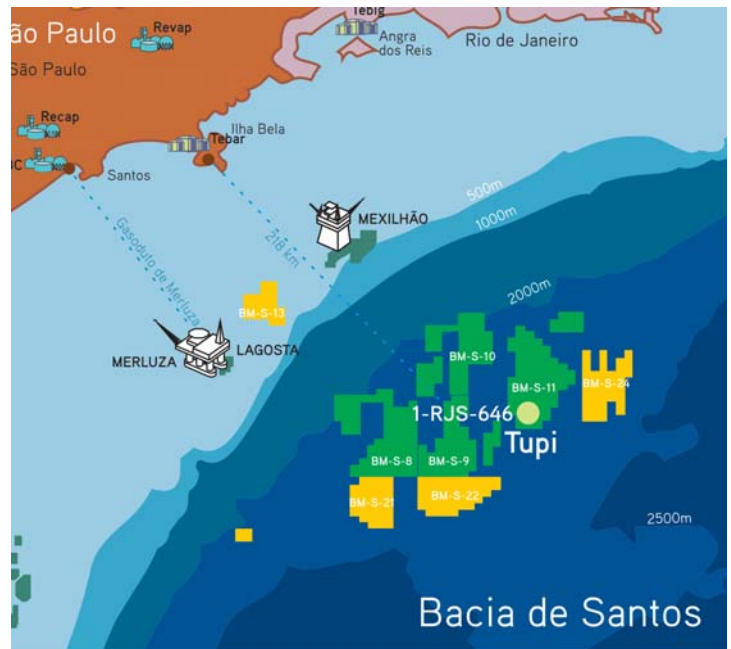 ão Paulo
Revap
São Paulo
Tebig
Angra
dos Reis
Rio de Janeiro
Recap
Ilha Bela
Tebar
Santos
500m
1000m
MEXILHÃO
Gasoduto de Merluza
218 km
2000m
BM-S-13
LAGOSTA
MERLUZA
BM-S-10
BM-S-11
BM-S-24
1-RJS-646
Tupi
BM-S-8
BM-S-9
BM-S-21
BM-S-22
2500m
Bacia de Santos